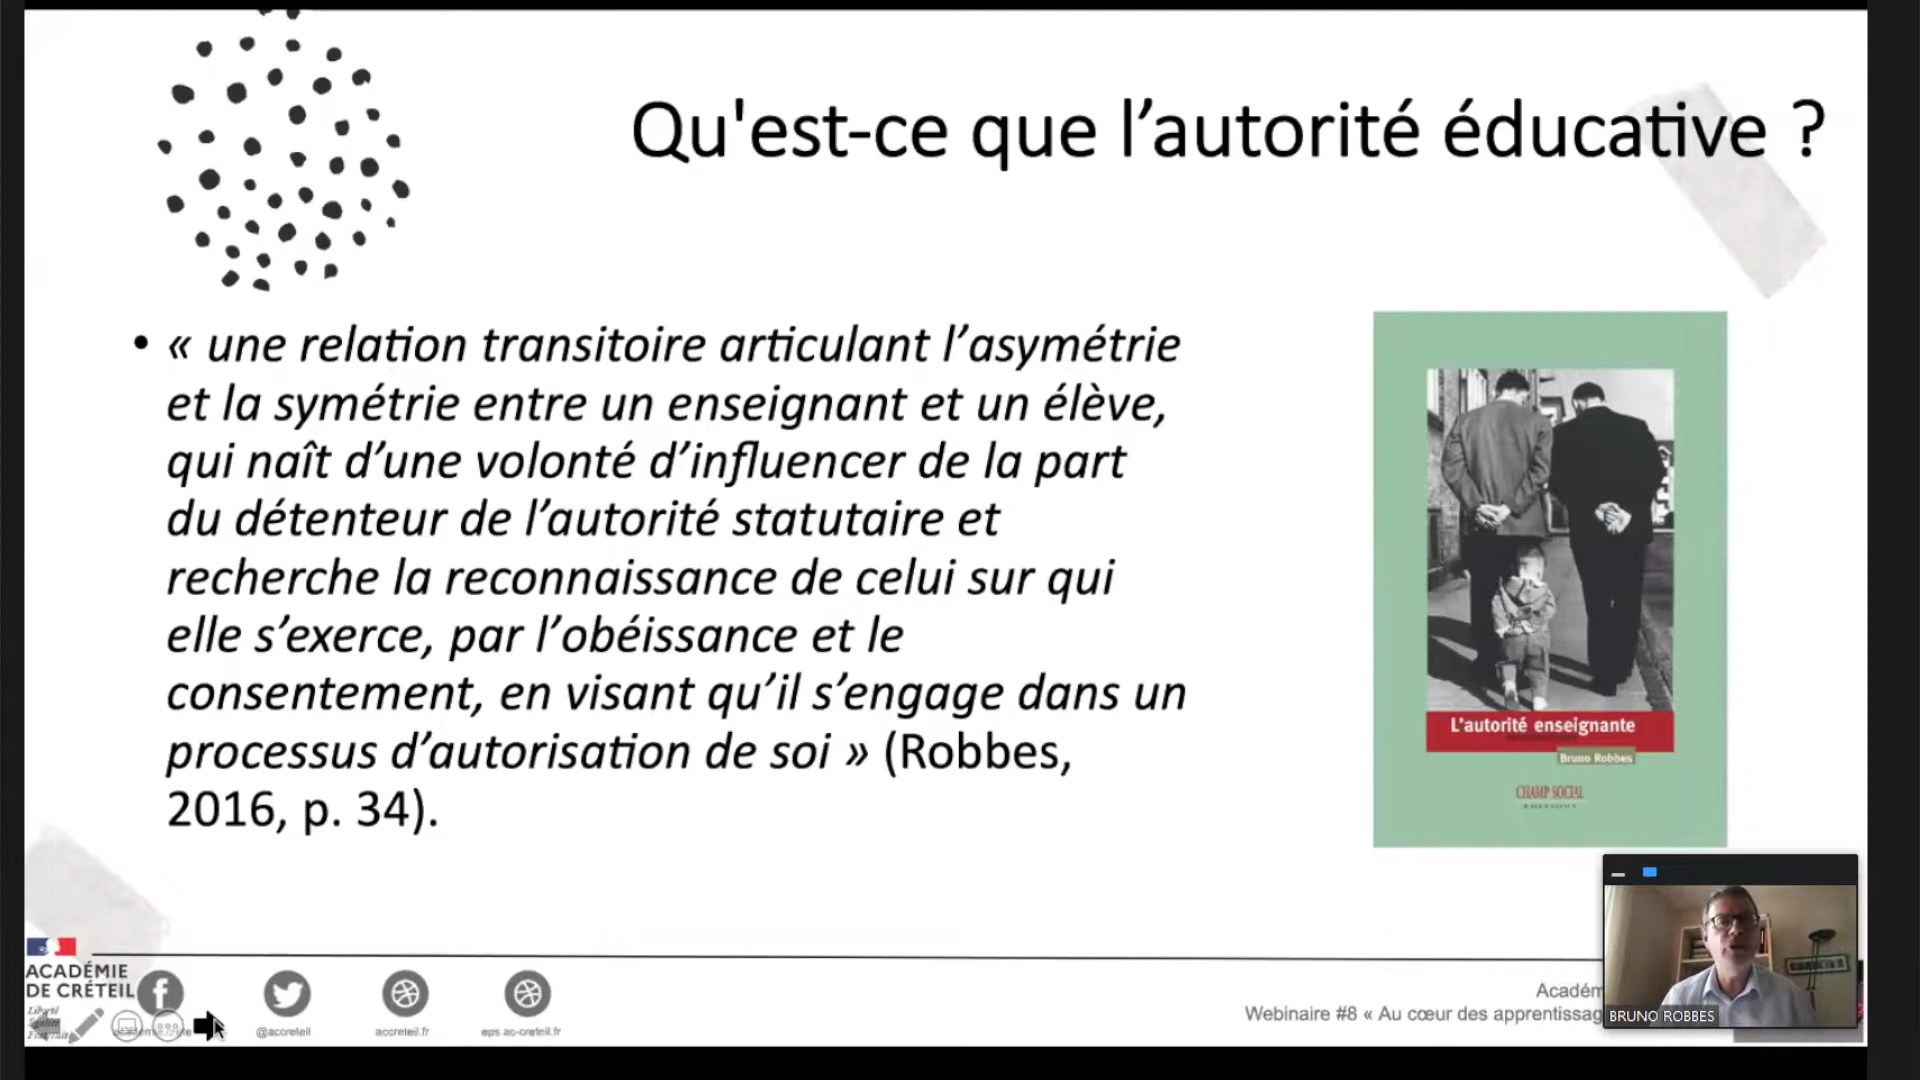 Qu'est-ce que l’autorité éducative ?
• « une relation transitoire articulant l’asymétrie
et la symétrie entre un enseignant et un élève,
qui naît d’une volonté d’influencer de la part
du détenteur de l’autorité statutaire et
recherche la reconnaissance de celui sur qui
elle s’exerce, par l’obéissance et le
consentement, en visant qu’il s’engage dans un
processus d’autorisation de soi » (Robbes,
2016, p. 34).
L'autorité enseignante
Bruno Robbes
CHAMP SOCIAL
EDITIONS
ACADÉMIE
DE CRÉTEIL
Liberté
Égalité
Fraternité
@accreteil
accreteil.fr
eps.ac-creteil.fr
Académ
Webinaire #8 « Au cœur des apprentissag
BRUNO ROBBES